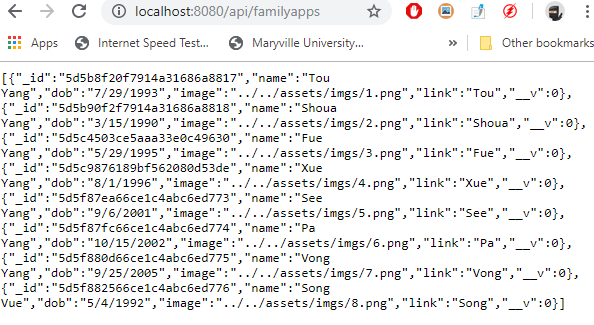 localhost:8080/api/familyapps
Apps Internet Speed Test... Maryville University... » Other bookmarks
[{"_id":"5d5b8f20f7914a31686a8817","name":"Tou
Yang","dob":"7/29/1993","image":"../../assets/imgs/1.png","link":"Tou","__v":0},
{"_id":"5d5b90f2f7914a31686a8818","name":"Shoua
Yang","dob":"3/15/1990","image":"../../assets/imgs/2.png","link":"Shoua","__v":0},
{"_id":"5d5c4503ce5aaa33e0c49630","name":"Fue
Yang","dob":"5/29/1995","image":"../../assets/imgs/3.png","link":"Fue","__v":0},
{"_id":"5d5c9876189bf562080d53de","name":"Xue
Yang","dob":"8/1/1996","image":"../../assets/imgs/4.png","link":"Xue","__v":0},
{"_id":"5d5f87ea66ce1c4abc6ed773","name":"See
Yang","dob":"9/6/2001","image":"../../assets/imgs/5.png","link":"See","__v":0},
{"_id":"5d5f87fc66ce1c4abc6ed774","name":"Pa
Yang","dob":"10/15/2002","image":"../../assets/imgs/6.png","link":"Pa","__v":0},
{"_id":"5d5f880d66ce1c4abc6ed775","name":"Vong
Yang","dob":"9/25/2005","image":"../../assets/imgs/7.png","link":"Vong","__v":0},
{"_id":"5d5f882566ce1c4abc6ed776","name":"Song
Vue","dob":"5/4/1992","image":"../../assets/imgs/8.png","link":"Song","__v":0}]